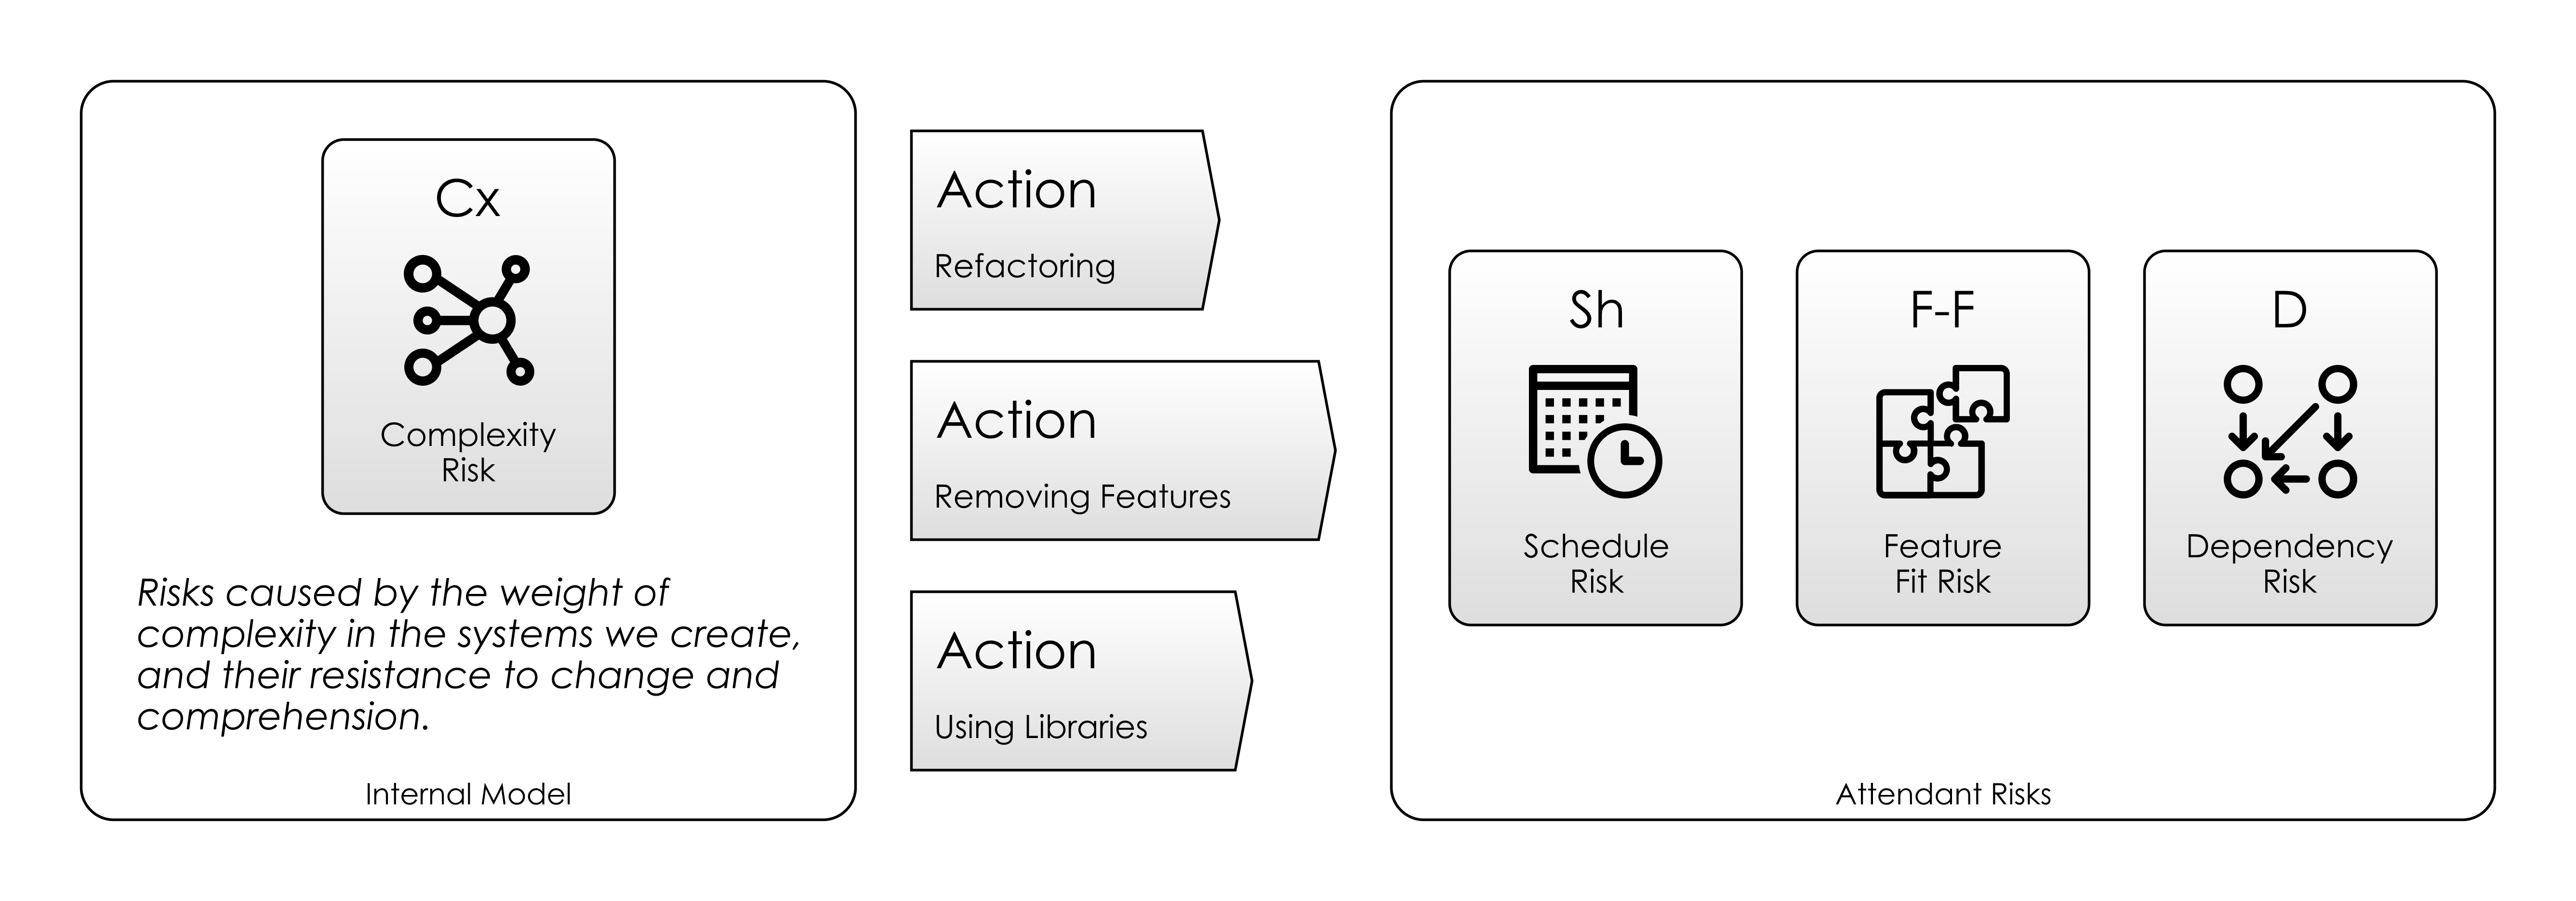 Cx
Complexity
Risk
Risks caused by the weight of
complexity in the systems we create,
and their resistance to change and
comprehension.
Internal Model
Action
Refactoring
Action
Removing Features
Action
Using Libraries
Sh
Schedule
Risk
F-F
Feature
Fit Risk
D
Dependency
Risk
Attendant Risks